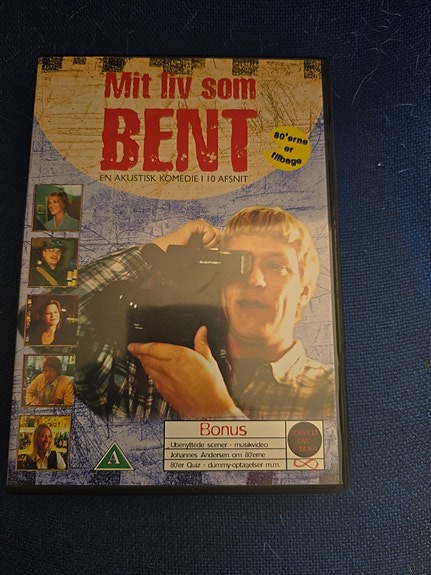 Mit liv som
BENT
80'erne
er
tilbage
EN AKUSTISK KOMEDIE I 10 AFSNIT
Bonus
Ubenyttede scener - musikvideo
Johannes Andersen om 80'erne
80'er Quiz - dummy-optagelser m.m.
A